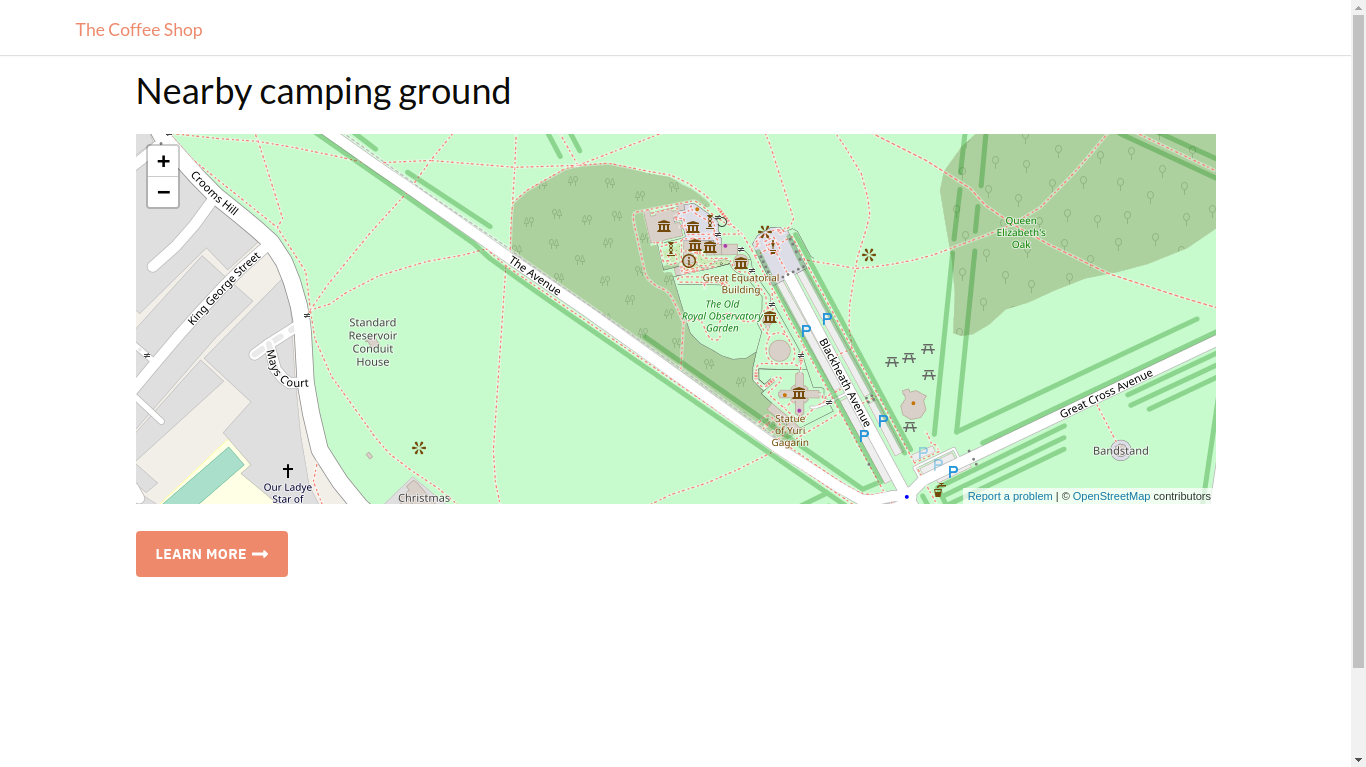 The Coffee Shop
Nearby camping ground
+
−
Crooms Hill
King George Street
Mays Court
The Avenue
Standard
Reservoir
Conduit
House
Our Ladye
Star of
Christmas
Great Equatorial
Building
The Old
Royal Observatory
Garden
Statue
of Yuri
Gagarin
P
P
Blackheath Avenue
P
P
P
P
P
Queen
Elizabeth's
Oak
Great Cross Avenue
Bandstand
Report a problem | © OpenStreetMap contributors
LEARN MORE